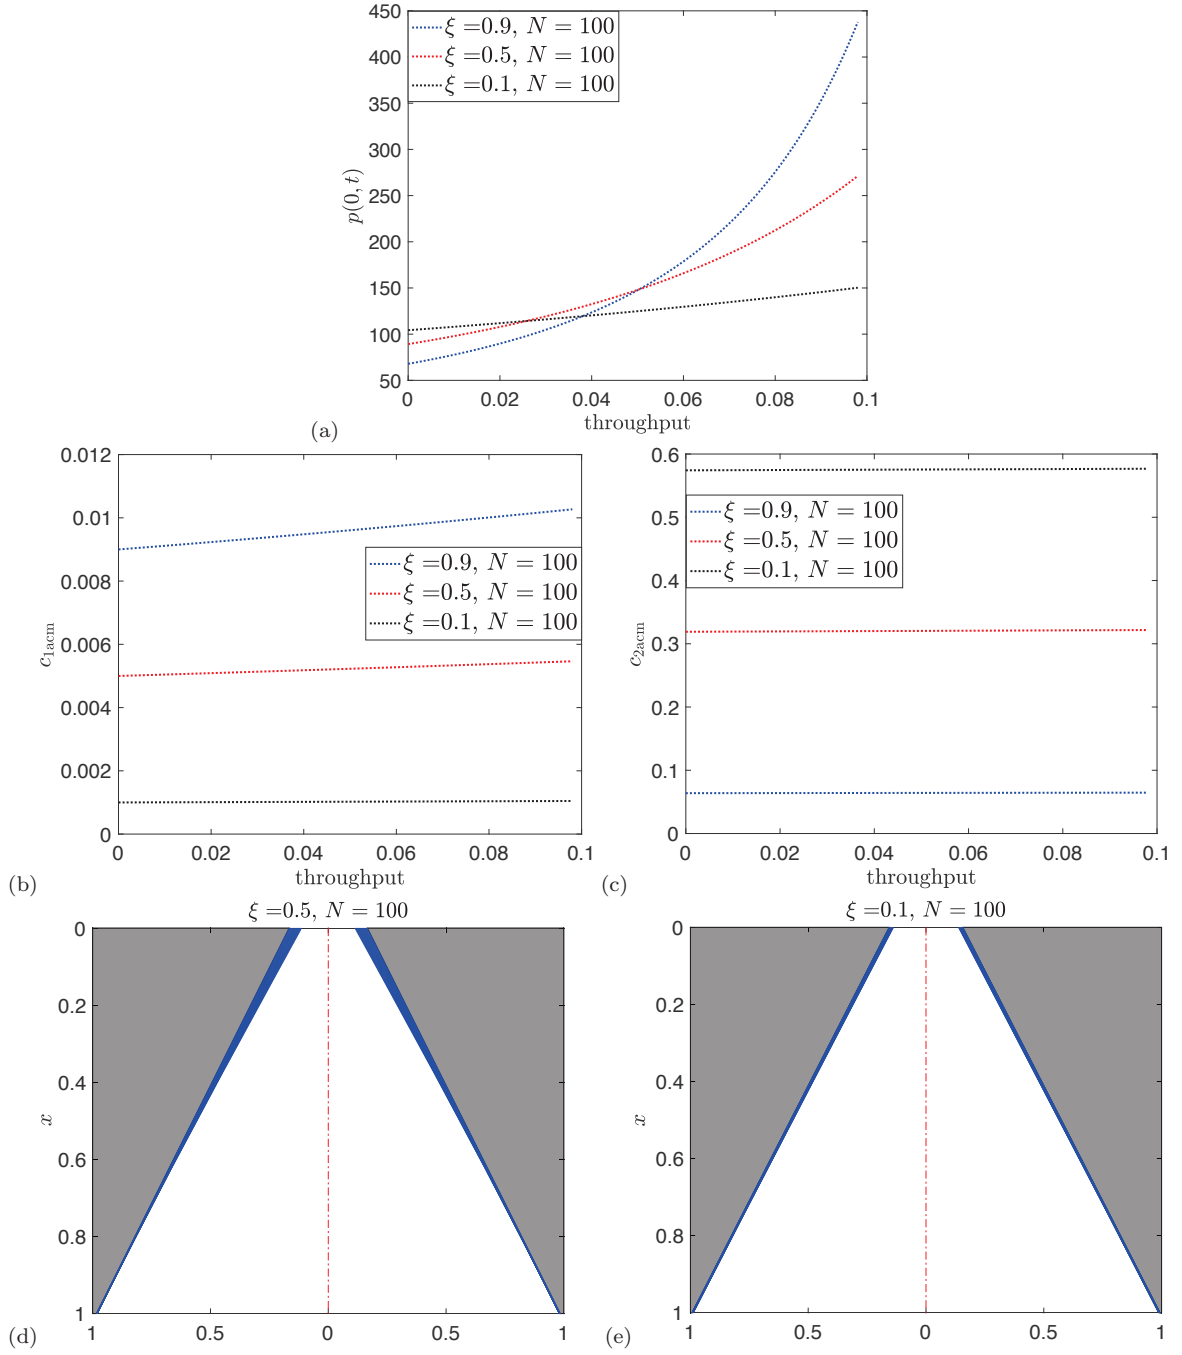 450
400
350
300
250
200
150
100
50
p(0, t)
ξ =0.9, N = 100
ξ =0.5, N = 100
ξ =0.1, N = 100
0 0.02 0.04 0.06 0.08 0.1
throughput
(a)
0.012
0.01
0.008
0.006
0.004
0.002
0
c1acm
ξ =0.9, N = 100
ξ =0.5, N = 100
ξ =0.1, N = 100
0 0.02 0.04 0.06 0.08 0.1
throughput
(b)
0.6
0.5
0.4
0.3
0.2
0.1
0
c2acm
ξ =0.9, N = 100
ξ =0.5, N = 100
ξ =0.1, N = 100
0 0.02 0.04 0.06 0.08 0.1
throughput
(c)
ξ =0.5, N = 100
0
0.2
0.4
0.6
0.8
1
x
1 0.5 0 0.5 1
(d)
ξ =0.1, N = 100
0
0.2
0.4
0.6
0.8
1
x
1 0.5 0 0.5 1
(e)